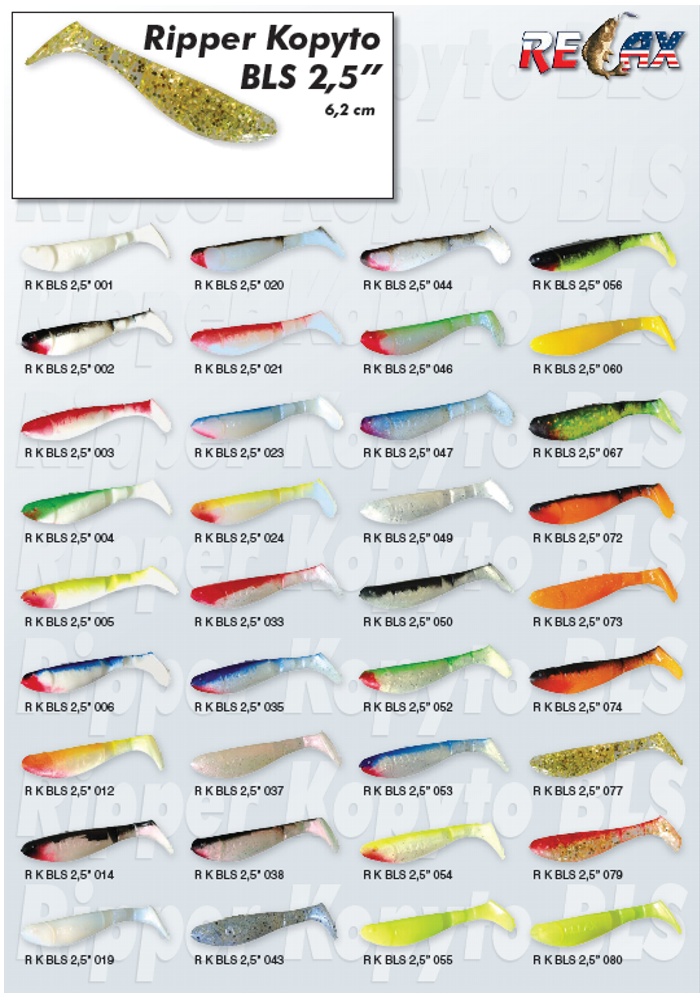 Ripper Kopyto
BLS 2,5”
6,2 cm
RELAX
Ripper Kopyto BLS
R K BLS 2,5" 001
R K BLS 2,5" 020
R K BLS 2,5” 044
R K BLS 2,5” 056
R K BLS 2,5" 002
R K BLS 2,5" 021
R K BLS 2,5” 046
R K BLS 2,5” 060
R K BLS 2,5" 003
R K BLS 2,5" 023
R K BLS 2,5” 047
R K BLS 2,5” 067
R K BLS 2,5" 004
R K BLS 2,5" 024
R K BLS 2,5” 049
R K BLS 2,5” 072
R K BLS 2,5" 005
R K BLS 2,5” 033
R K BLS 2,5” 050
R K BLS 2,5” 073
R K BLS 2,5" 006
R K BLS 2,5” 035
R K BLS 2,5” 052
R K BLS 2,5” 074
R K BLS 2,5" 012
R K BLS 2,5” 037
R K BLS 2,5” 053
R K BLS 2,5” 077
R K BLS 2,5" 014
R K BLS 2,5” 038
R K BLS 2,5” 054
R K BLS 2,5” 079
R K BLS 2,5" 019
R K BLS 2,5" 043
R K BLS 2,5” 055
R K BLS 2,5” 080